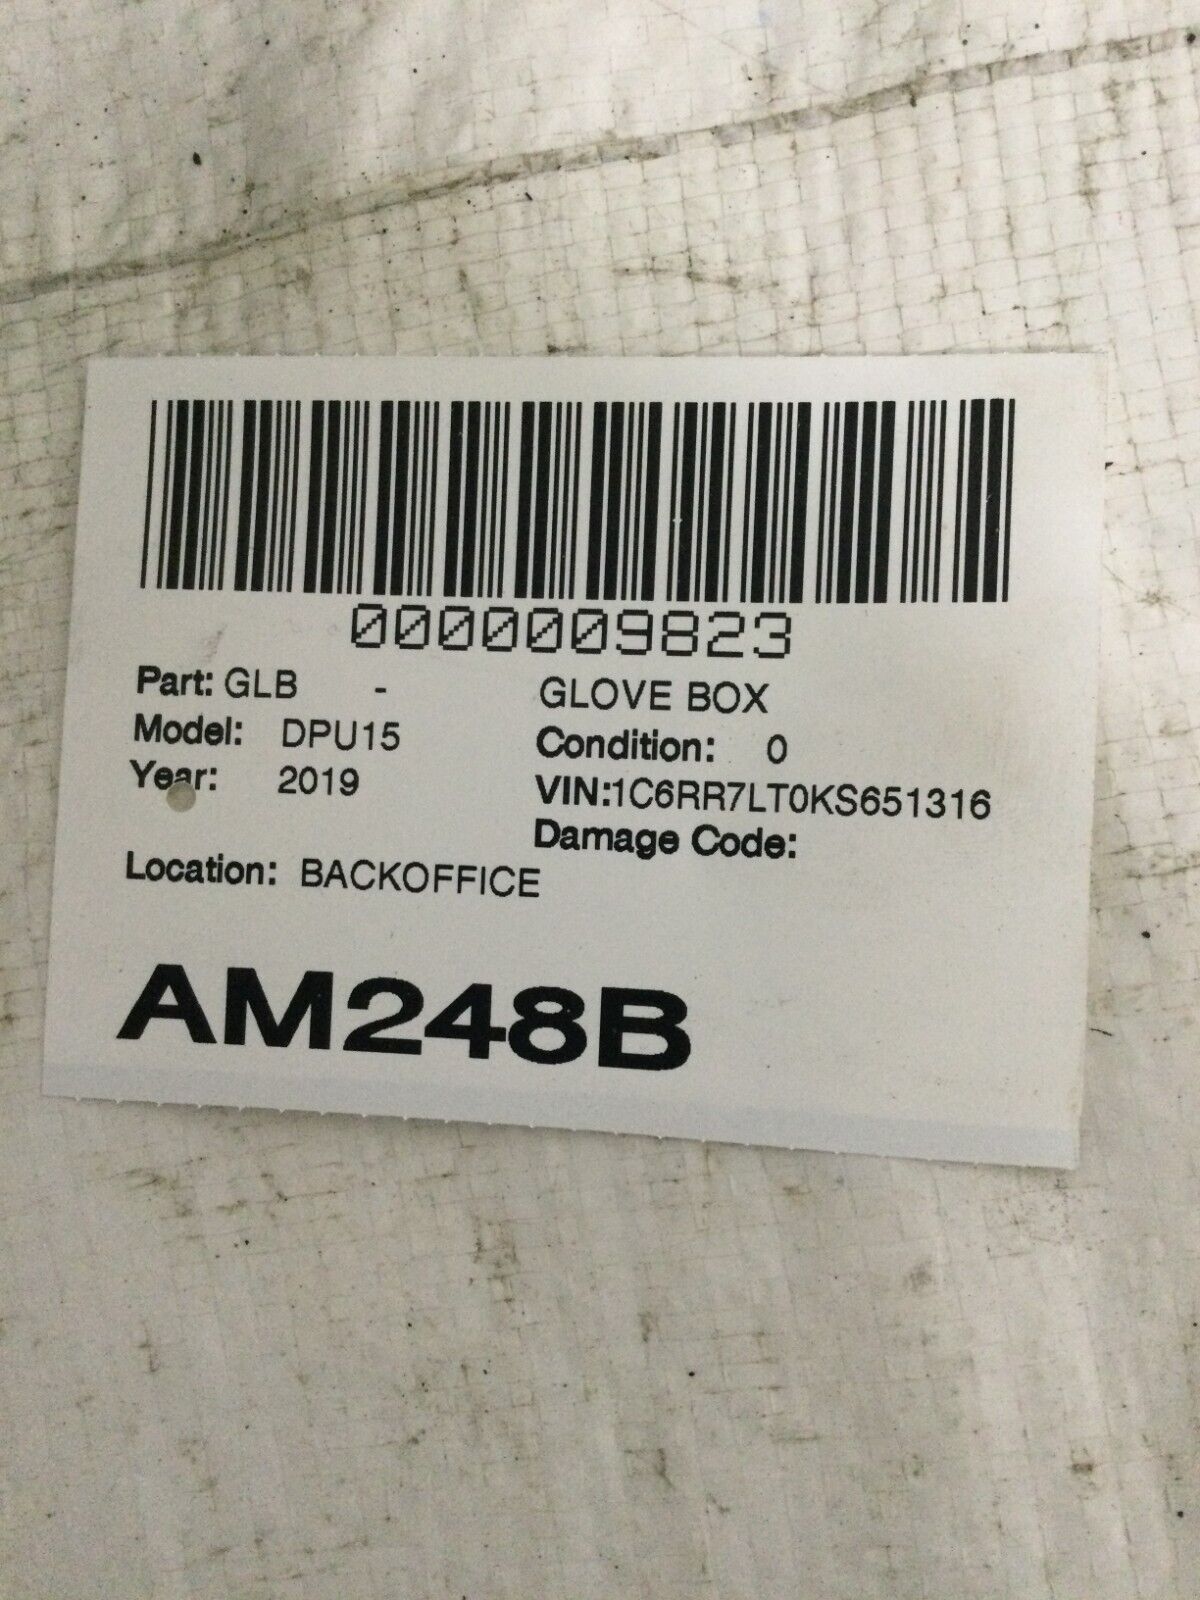 0000009823
Part: GLB - GLOVE BOX
Model: DPU15 Condition: 0
Year: 2019 VIN:1C6RR7LT0KS651316
Damage Code:
Location: BACKOFFICE
AM248B